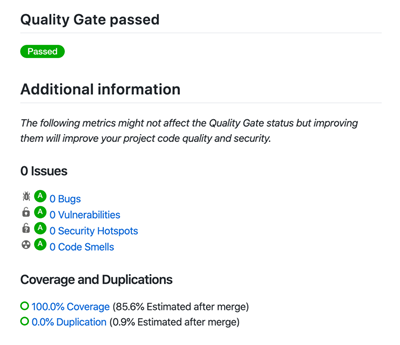 Quality Gate passed
Passed
Additional information
The following metrics might not affect the Quality Gate status but improving
them will improve your project code quality and security.
0 Issues
A 0 Bugs
A 0 Vulnerabilities
A 0 Security Hotspots
A 0 Code Smells
Coverage and Duplications
100.0% Coverage (85.6% Estimated after merge)
0.0% Duplication (0.9% Estimated after merge)